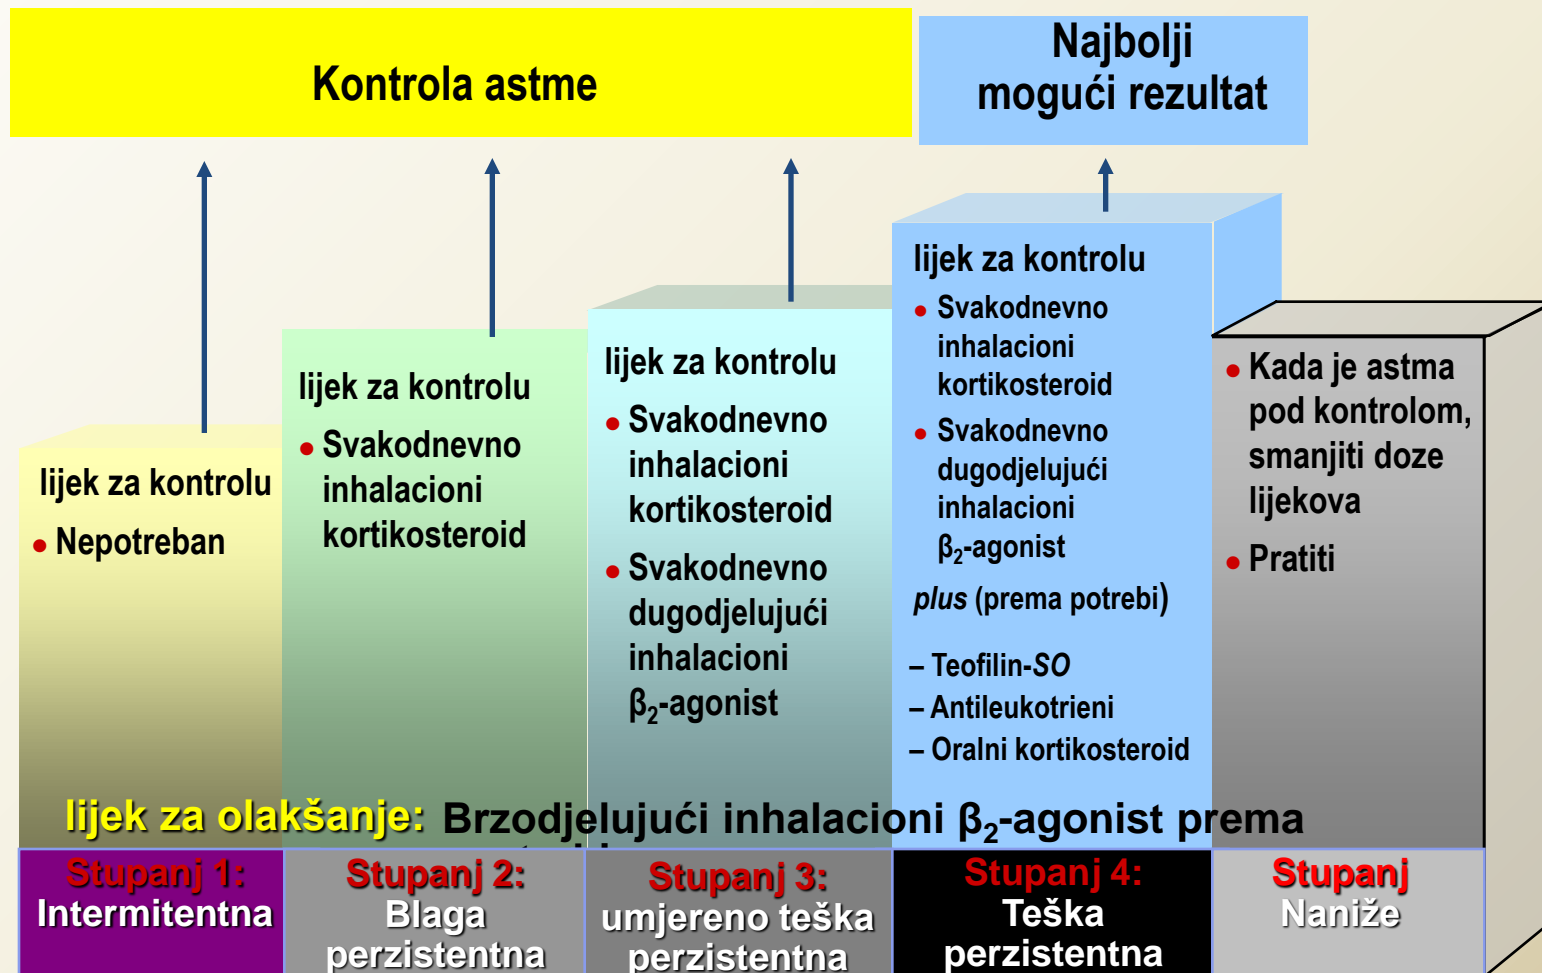 Kontrola astme
Najbolji
mogući rezultat
lijek za kontrolu
● Nepotreban
lijek za kontrolu
● Svakodnevno
inhalacioni
kortikosteroid
lijek za kontrolu
● Svakodnevno
inhalacioni
kortikosteroid
● Svakodnevno
dugodjelujući
inhalacioni
β₂-agonist
lijek za kontrolu
● Svakodnevno
inhalacioni
kortikosteroid
● Svakodnevno
dugodjelujući
inhalacioni
β₂-agonist
plus (prema potrebi)
– Teofilin-SO
– Antileukotrieni
– Oralni kortikosteroid
● Kada je astma
pod kontrolom,
smanjiti doze
lijekova
● Pratiti
lijek za olakšanje: Brzodjelujući inhalacioni β₂-agonist prema
Stupanj 1:
Intermitentna
Stupanj 2:
Blaga
perzistentna
Stupanj 3:
umjereno teška
perzistentna
Stupanj 4:
Teška
perzistentna
Stupanj
Naniže